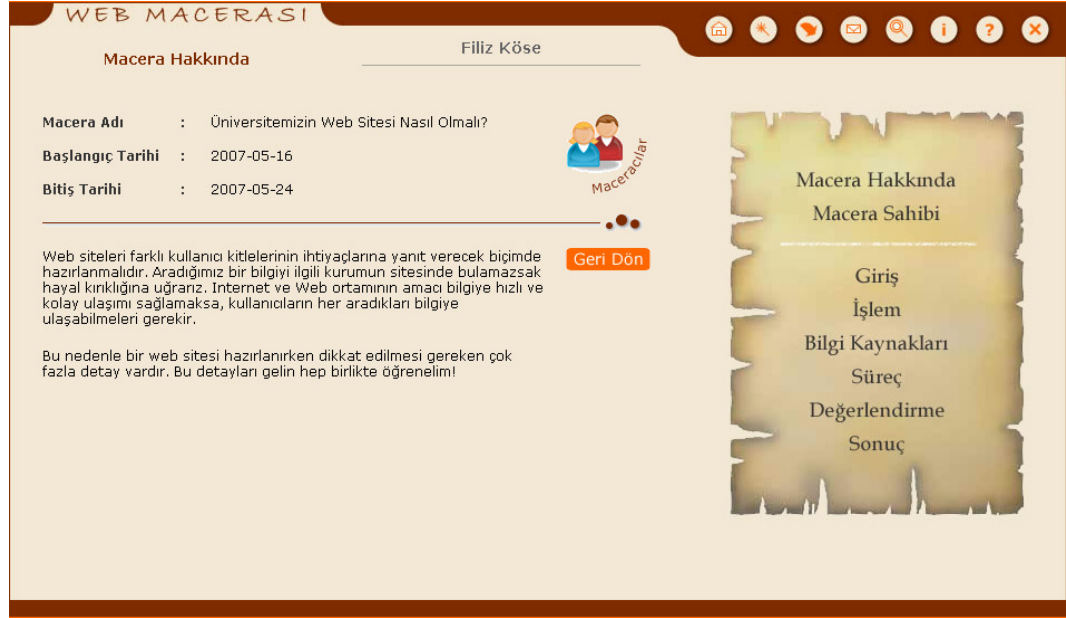 WEB MACERASI
Macera Hakkında
Filiz Köse
Macera Adı : Üniversitemizin Web Sitesi Nasıl Olmalı?
Başlangıç Tarihi : 2007-05-16
Bitiş Tarihi : 2007-05-24
Maceracılar
Web siteleri farklı kullanıcı kitlelerinin ihtiyaçlarına yanıt verecek biçimde
hazırlanmalıdır. Aradığımız bir bilgiyi ilgili kurumun sitesinde bulamazsak
hayal kırıklığına uğrarız. Internet ve Web ortamının amacı bilgiye hızlı ve
kolay ulaşımı sağlamaksa, kullanıcıların her aradıkları bilgiye
ulaşabilmeleri gerekir.
Bu nedenle bir web sitesi hazırlanırken dikkat edilmesi gereken çok
fazla detay vardır. Bu detayları gelin hep birlikte öğrenelim!
Geri Dön
Macera Hakkında
Macera Sahibi
Giriş
İşlem
Bilgi Kaynakları
Süreç
Değerlendirme
Sonuç